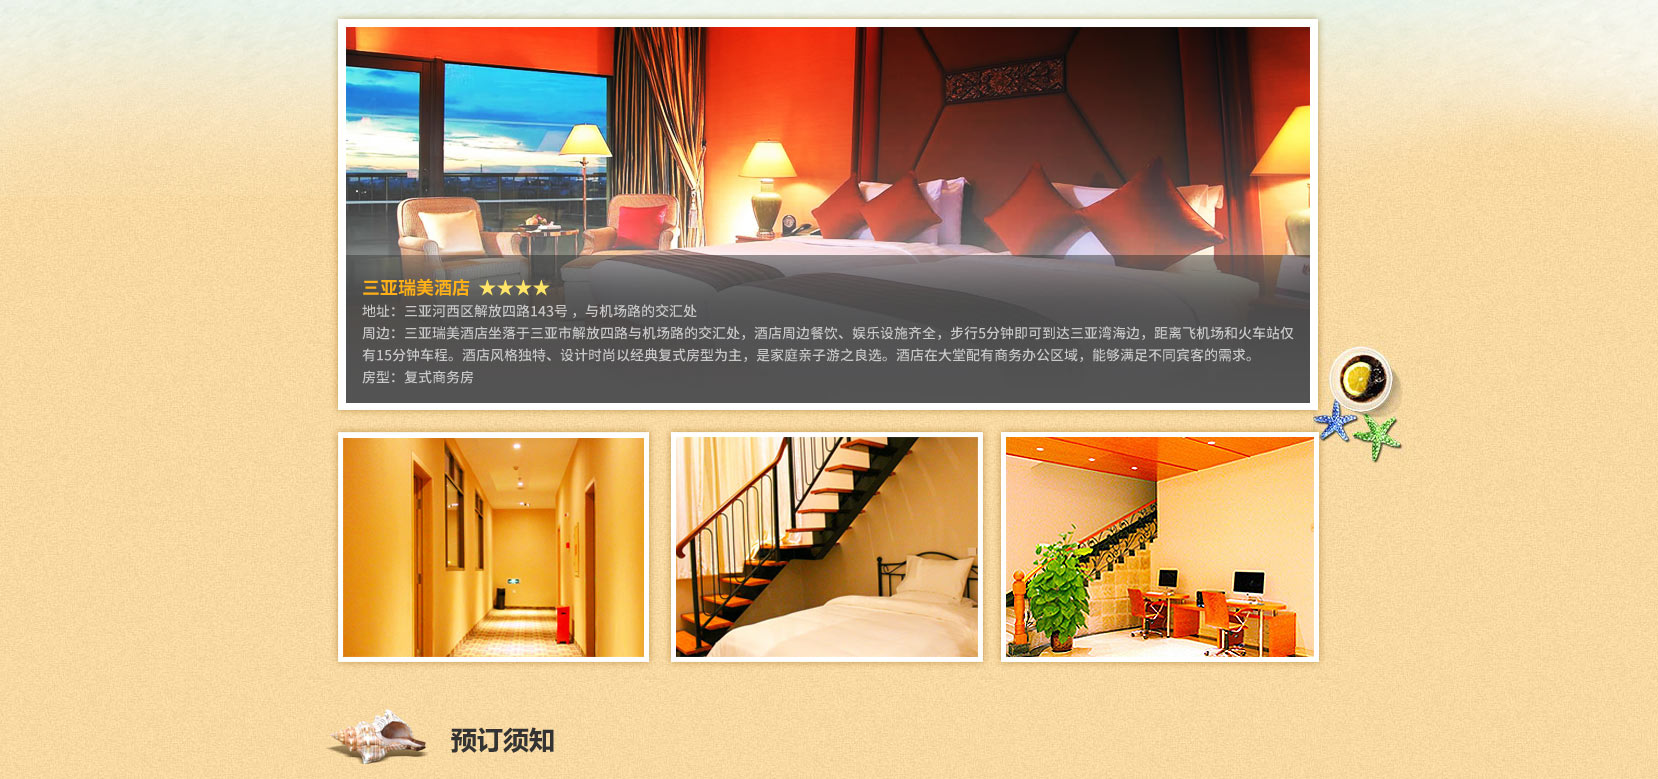 三亚瑞美酒店 ★★★★
地址：三亚河西区解放四路143号 ，与机场路的交汇处
周边：三亚瑞美酒店坐落于三亚市解放四路与机场路的交汇处，酒店周边餐饮、娱乐设施齐全，步行5分钟即可到达三亚湾海边，距离飞机场和火车站仅
有15分钟车程。酒店风格独特、设计时尚以经典复式房型为主，是家庭亲子游之良选。酒店在大堂配有商务办公区域，能够满足不同宾客的需求。
房型：复式商务房
预订须知